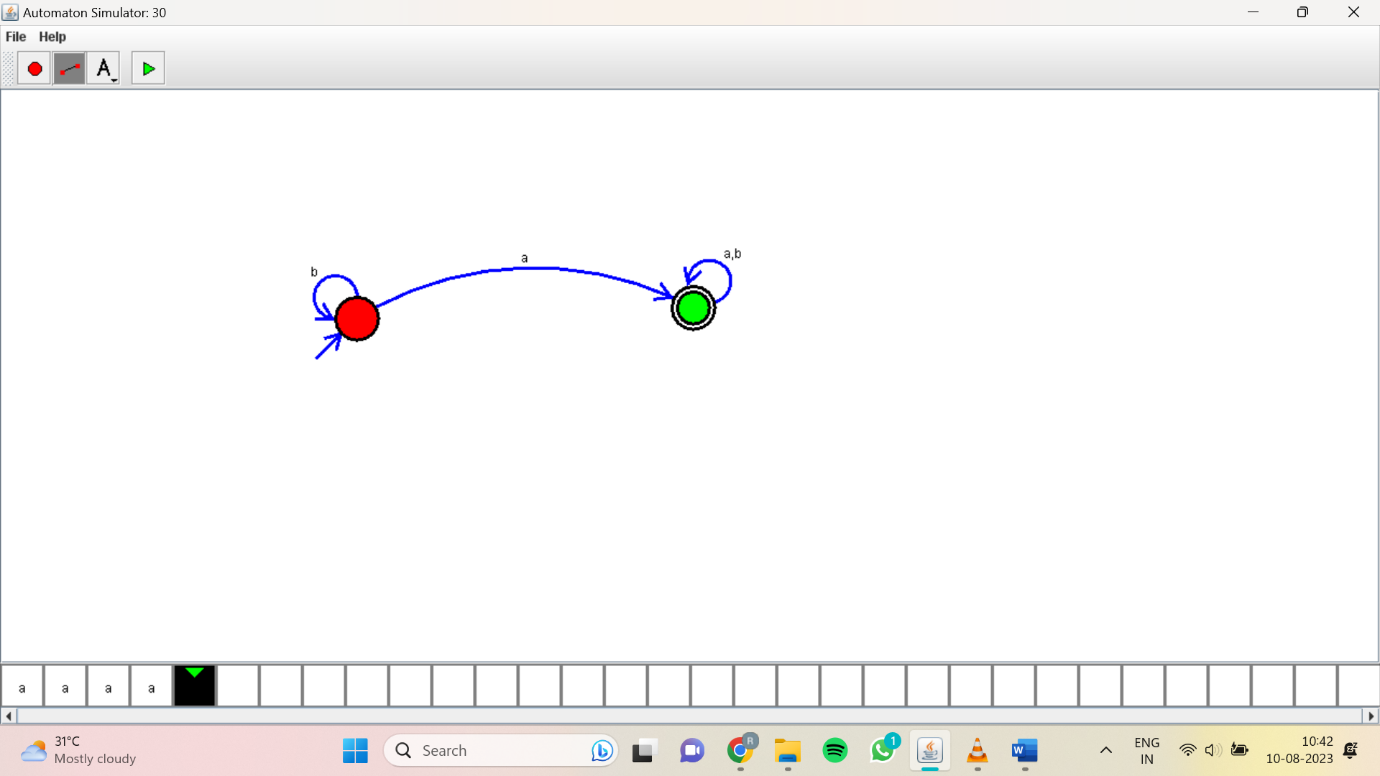 Automaton Simulator: 30
File Help
A
a,b
a
b
a a a a
31°C
Mostly cloudy
Search
R
1
W
ENG
IN
10:42
10-08-2023